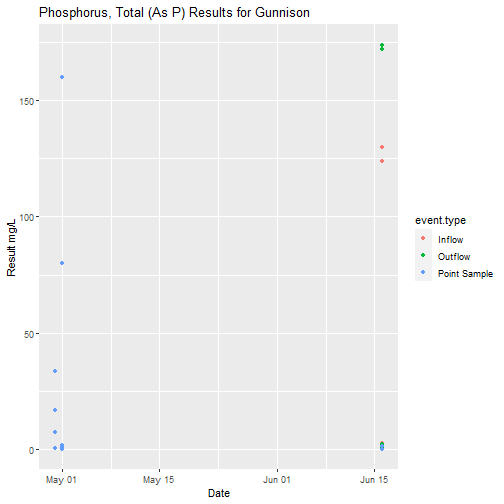 Phosphorus, Total (As P) Results for Gunnison
150
100
50
0
Result mg/L
May 01
May 15
Jun 01
Jun 15
Date
event.type
Inflow
Outflow
Point Sample